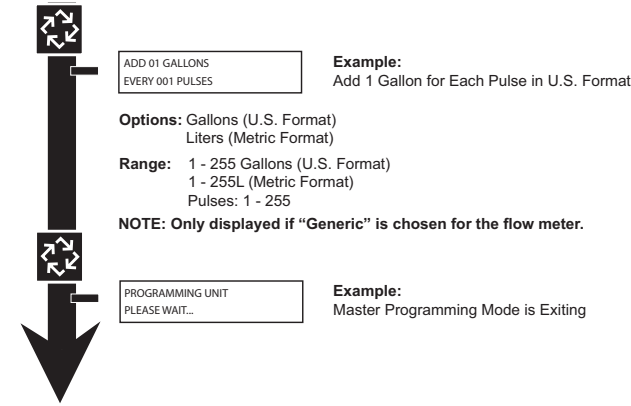 ADD 01 GALLONS
EVERY 001 PULSES
Example:
Add 1 Gallon for Each Pulse in U.S. Format
Options: Gallons (U.S. Format)
Liters (Metric Format)
Range: 1 - 255 Gallons (U.S. Format)
1 - 255L (Metric Format)
Pulses: 1 - 255
NOTE: Only displayed if “Generic” is chosen for the flow meter.
PROGRAMMING UNIT
PLEASE WAIT...
Example:
Master Programming Mode is Exiting